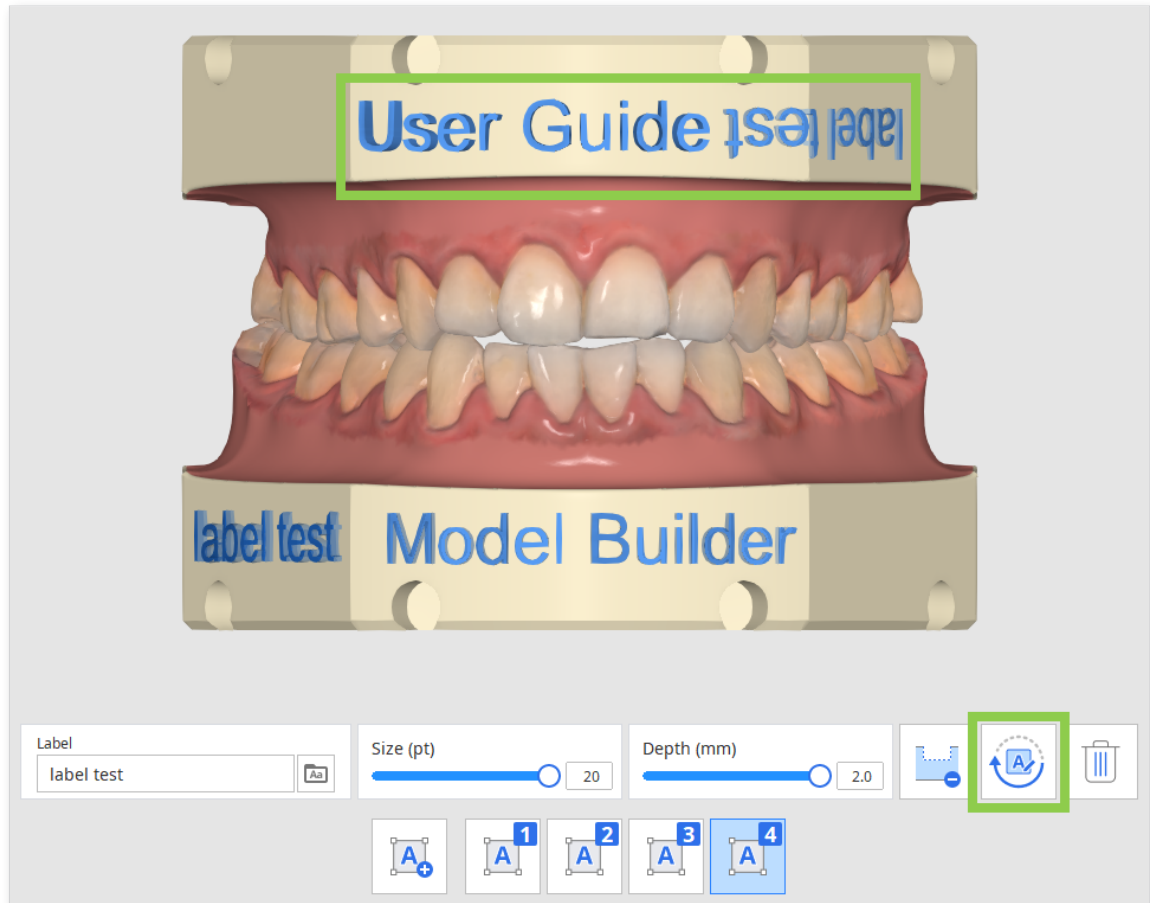 User Guide label test
label test Model Builder
Label
label test
Aa
Size (pt)
20
Depth (mm)
2.0
A
A
A 1
A 2
A 3
A 4